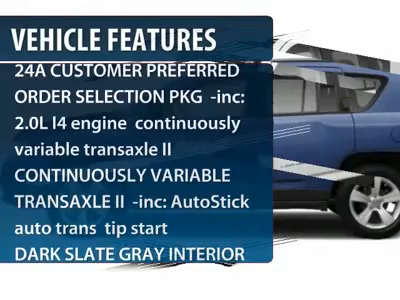 VEHICLE FEATURES
24A CUSTOMER PREFERRED
ORDER SELECTION PKG -inc:
2.0L I4 engine continuously
variable transaxle II
CONTINUOUSLY VARIABLE
TRANSAXLE II -inc: AutoStick
auto trans tip start
DARK SLATE GRAY INTERIOR